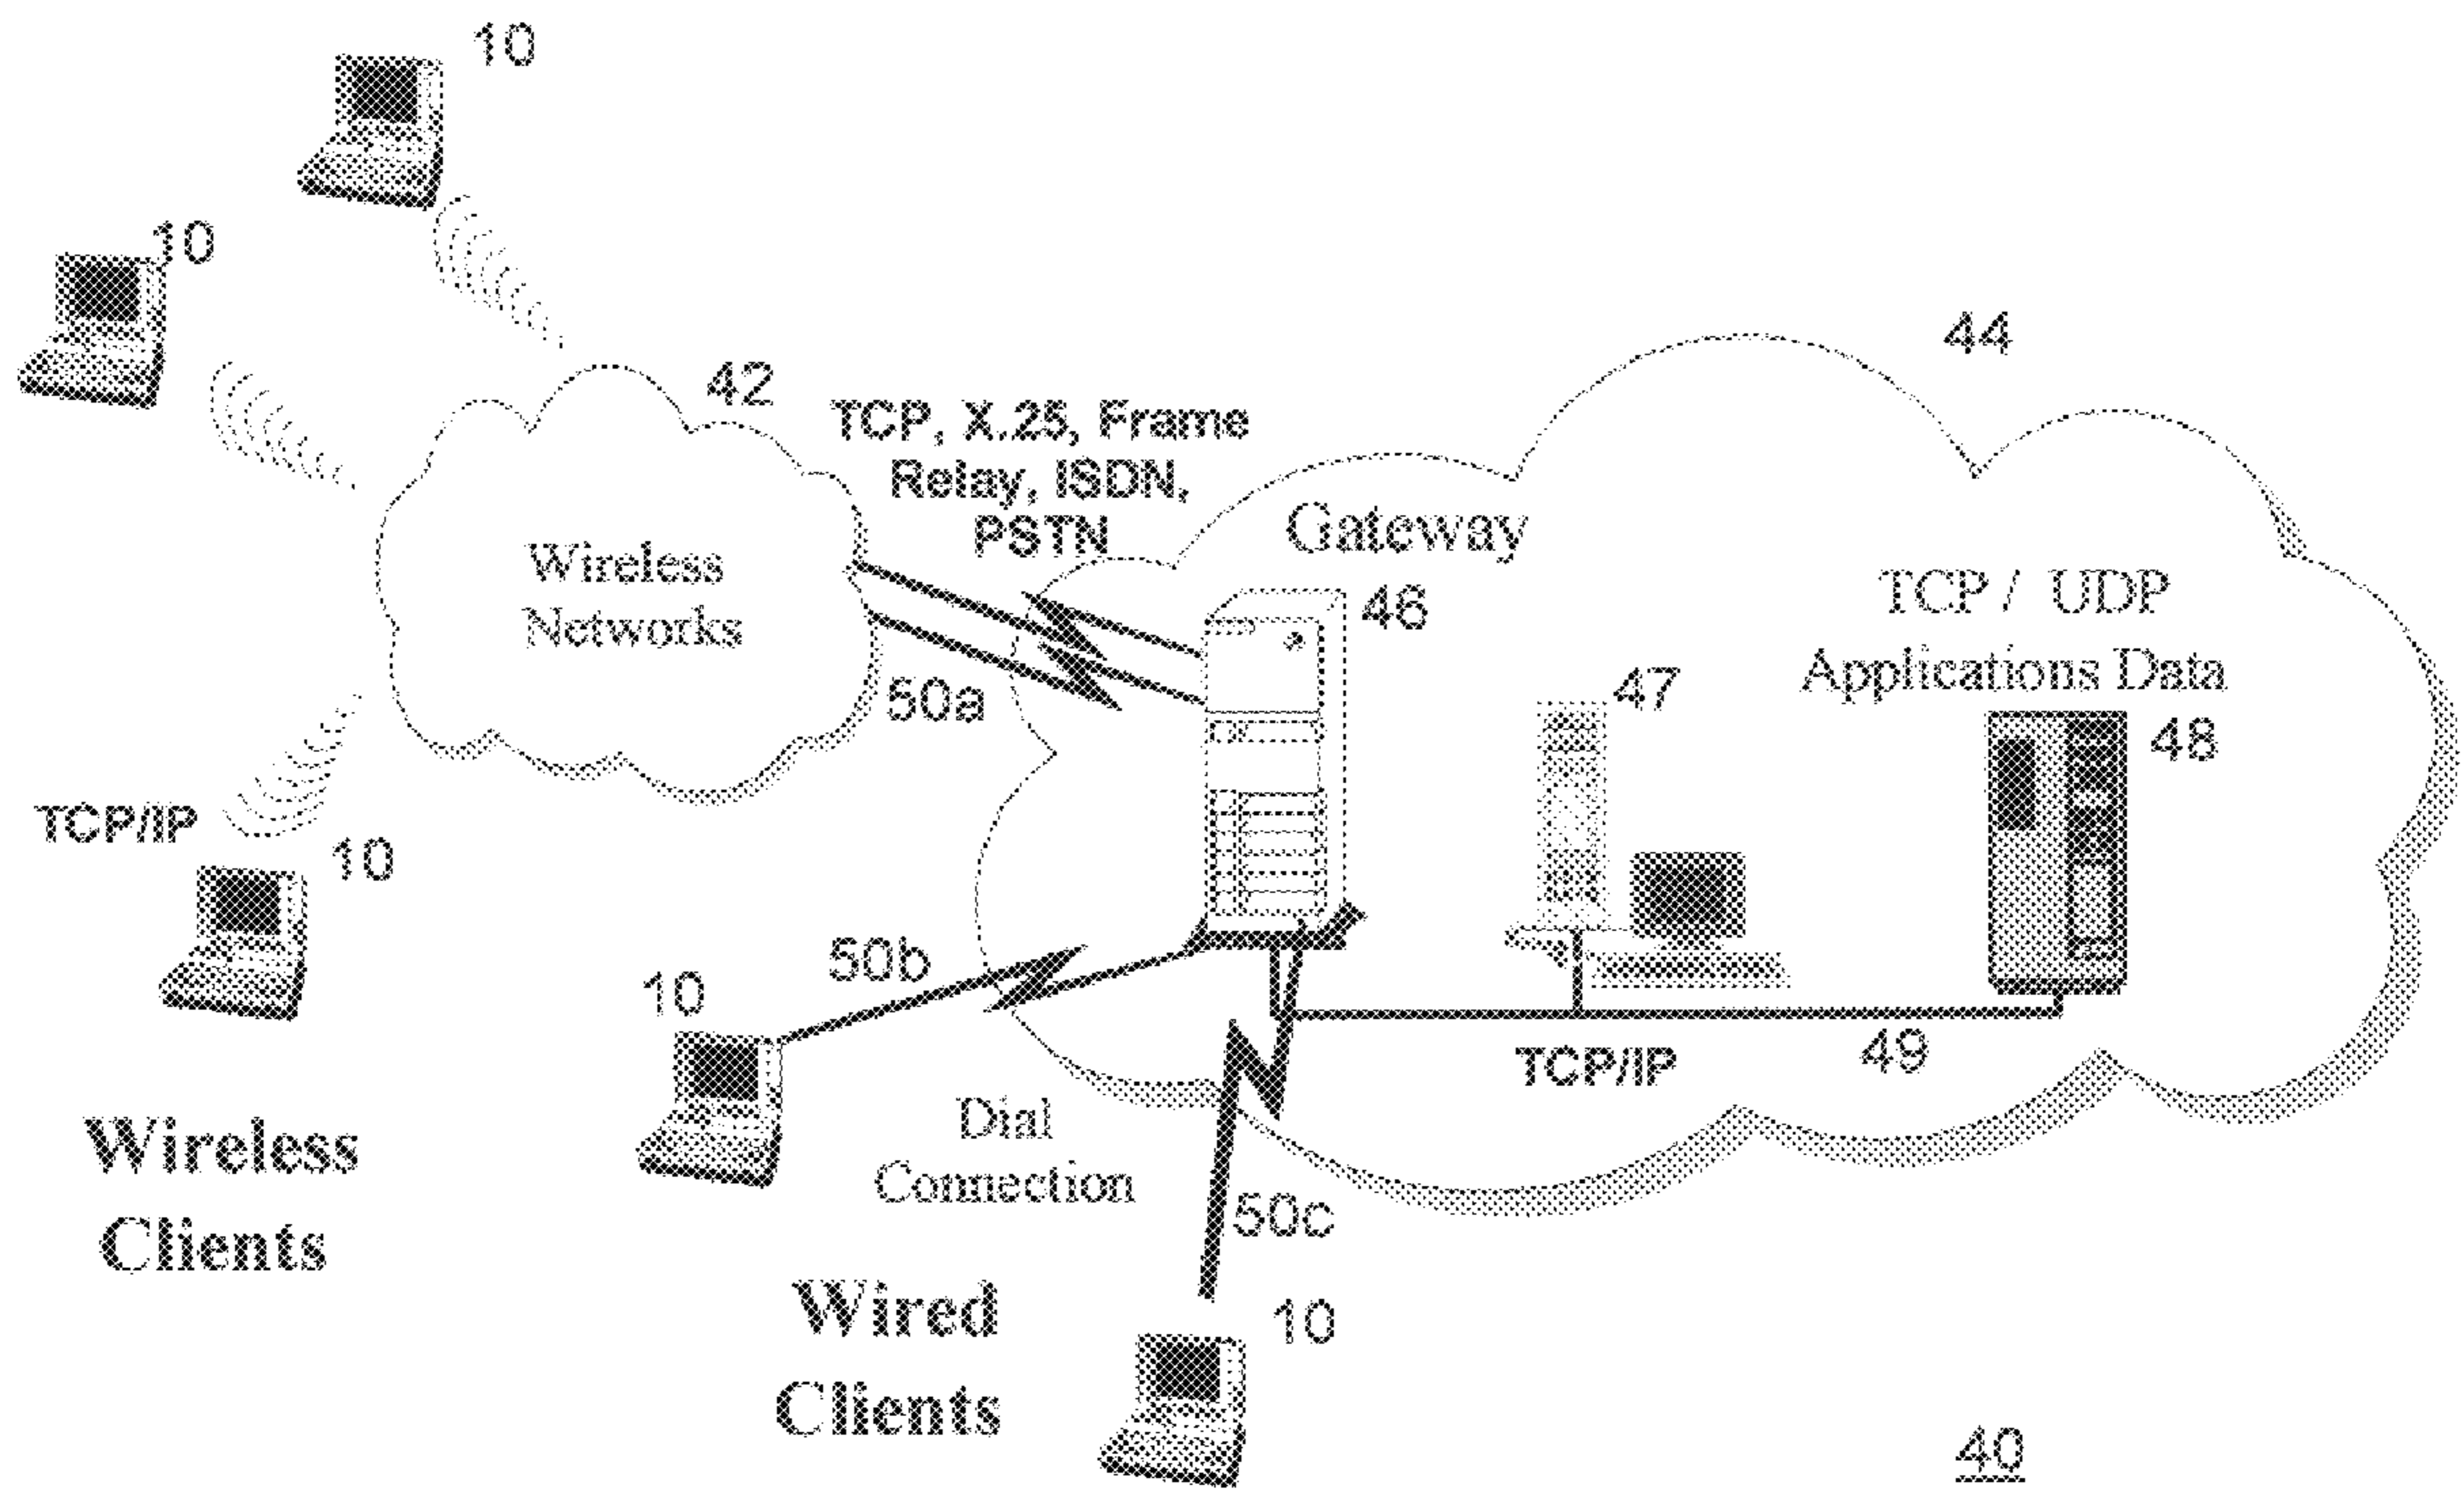 10
10
44
42
TCP, X.25, Frame
Relay, ISDN,
PSTN
Gateway
Wireless
Networks
46
TCP / UDP
Applications Data
50a
47
48
TCP/IP
10
50b
10
49
TCP/IP
Dial
Connection
Wireless
Clients
50c
Wired
Clients
10
40